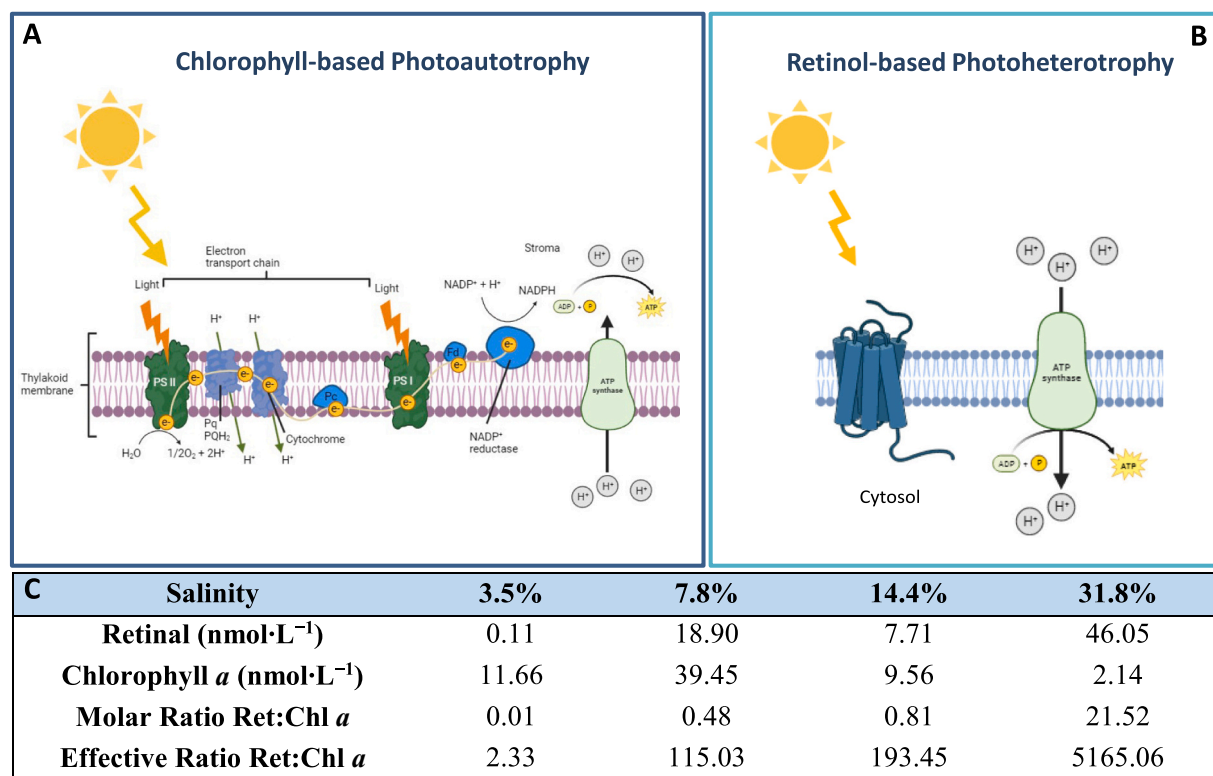 A
Chlorophyll-based Photoautotrophy
Electron
transport chain
Light
Light
H⁺
H⁺
NADP⁺ + H⁺
NADPH
Stroma
H⁺
H⁺
ADP + P
ATP
Thylakoid
membrane
PS II
e-
e-
e-
PS I
Fd
e-
e-
ATP
synthase
Pc
e-
e-
e-
H₂O
1/2O₂ + 2H⁺
Pq
PQH₂
H⁺
H⁺
Cytochrome
NADP⁺
reductase
H⁺
H⁺
H⁺
B
Retinol-based Photoheterotrophy
H⁺
H⁺
H⁺
ATP
synthase
ADP + P
ATP
Cytosol
H⁺
H⁺
C Salinity 3.5% 7.8% 14.4% 31.8%
Retinal (nmol·L⁻¹) 0.11 18.90 7.71 46.05
Chlorophyll a (nmol·L⁻¹) 11.66 39.45 9.56 2.14
Molar Ratio Ret:Chl a 0.01 0.48 0.81 21.52
Effective Ratio Ret:Chl a 2.33 115.03 193.45 5165.06